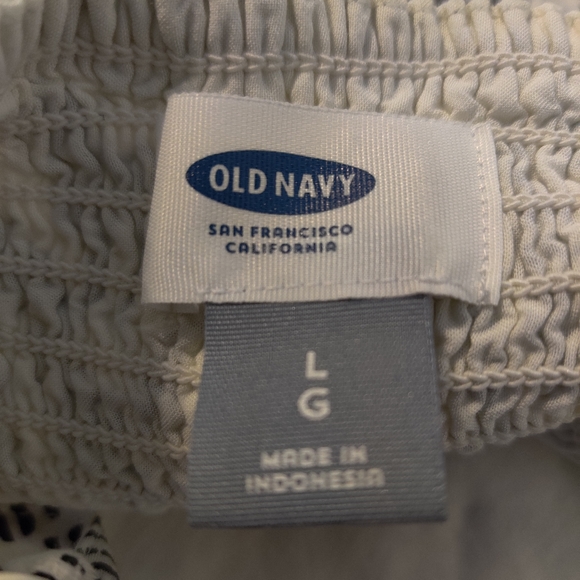 OLD NAVY
SAN FRANCISCO
CALIFORNIA
L
G
MADE IN
INDONESIA